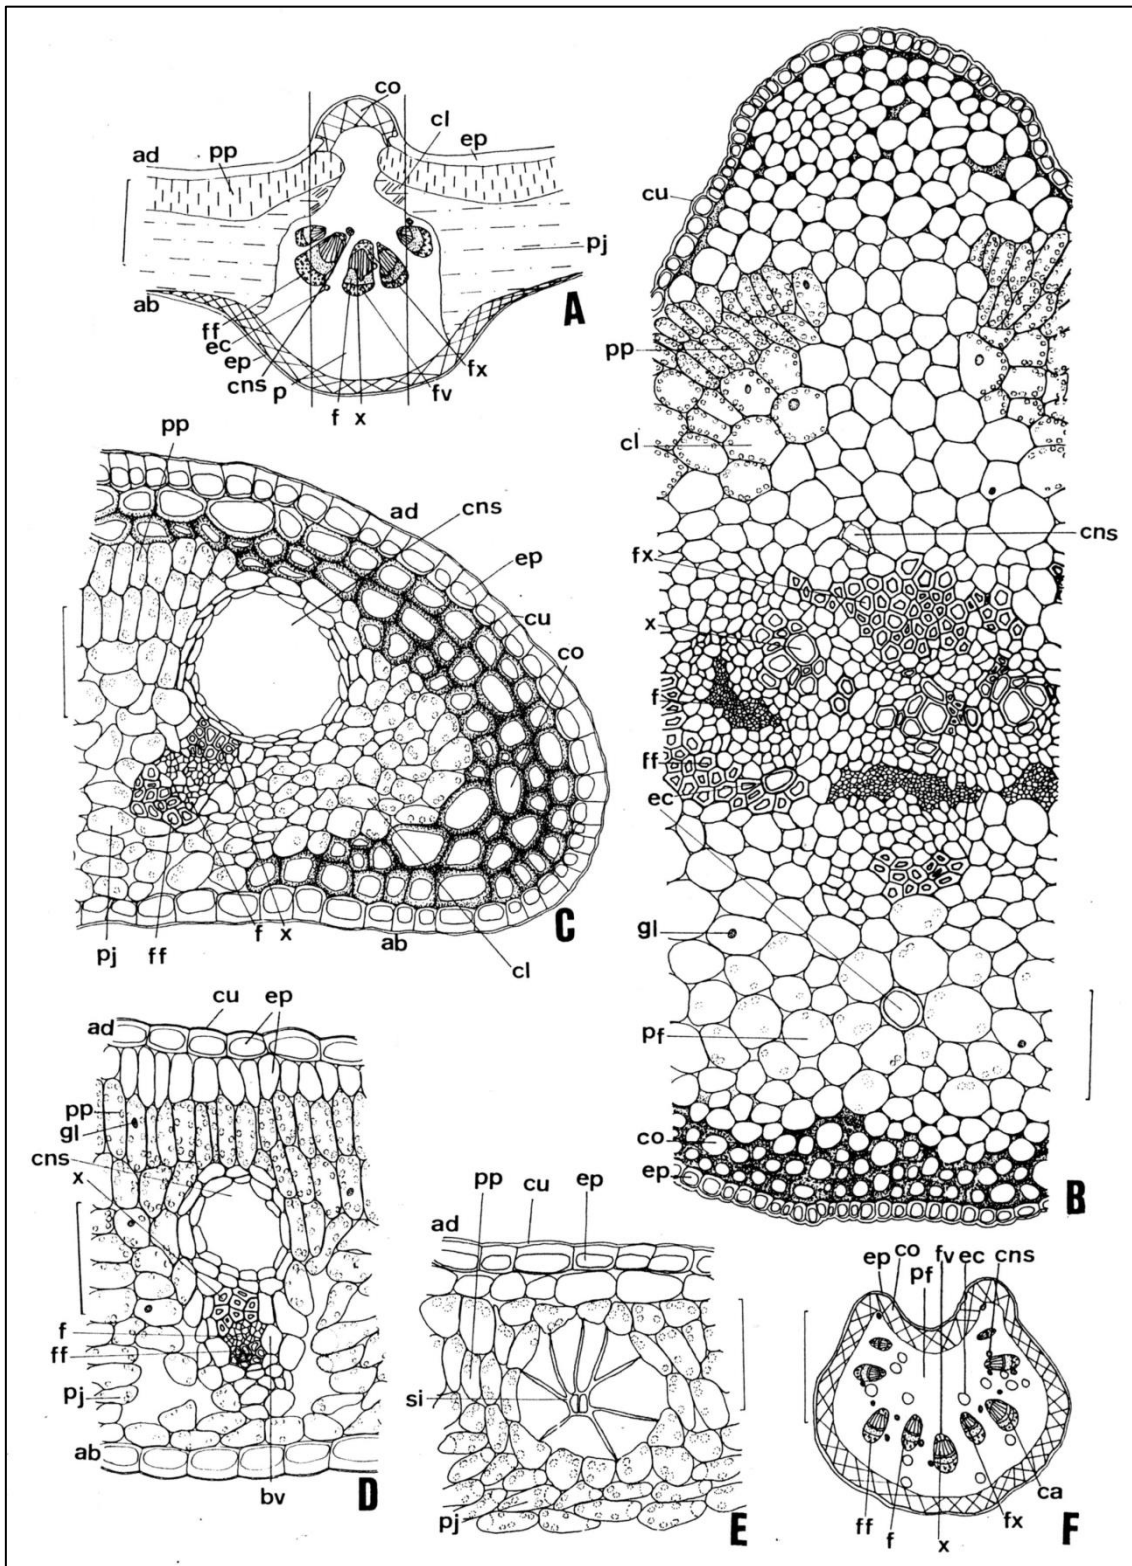 co
cl
ep
ad
pp
pj
ab
ff
ec
ep
cns
p
f
x
fv
fx
A
cu
pp
cl
cns
fx
x
f
ff
ec
gl
pf
co
ep
B
pp
ad
cns
ep
cu
co
C
pj
ff
f
x
ab
cl
cu
ep
ad
pp
gl
cns
x
f
ff
pj
ab
bv
D
pp
cu
ep
ad
si
pj
E
ep
co
pf
fv
ec
cns
ca
ff
f
x
fx
F